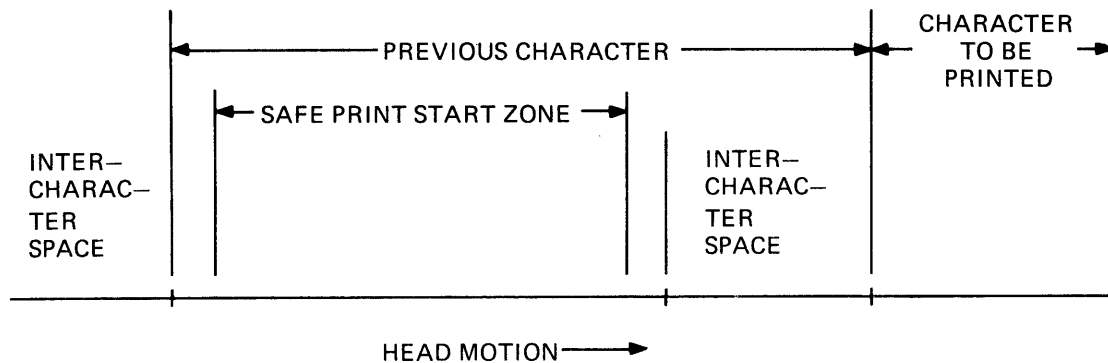 PREVIOUS CHARACTER
CHARACTER
TO BE
PRINTED
SAFE PRINT START ZONE
INTER–
CHARAC–
TER
SPACE
INTER–
CHARAC–
TER
SPACE
HEAD MOTION